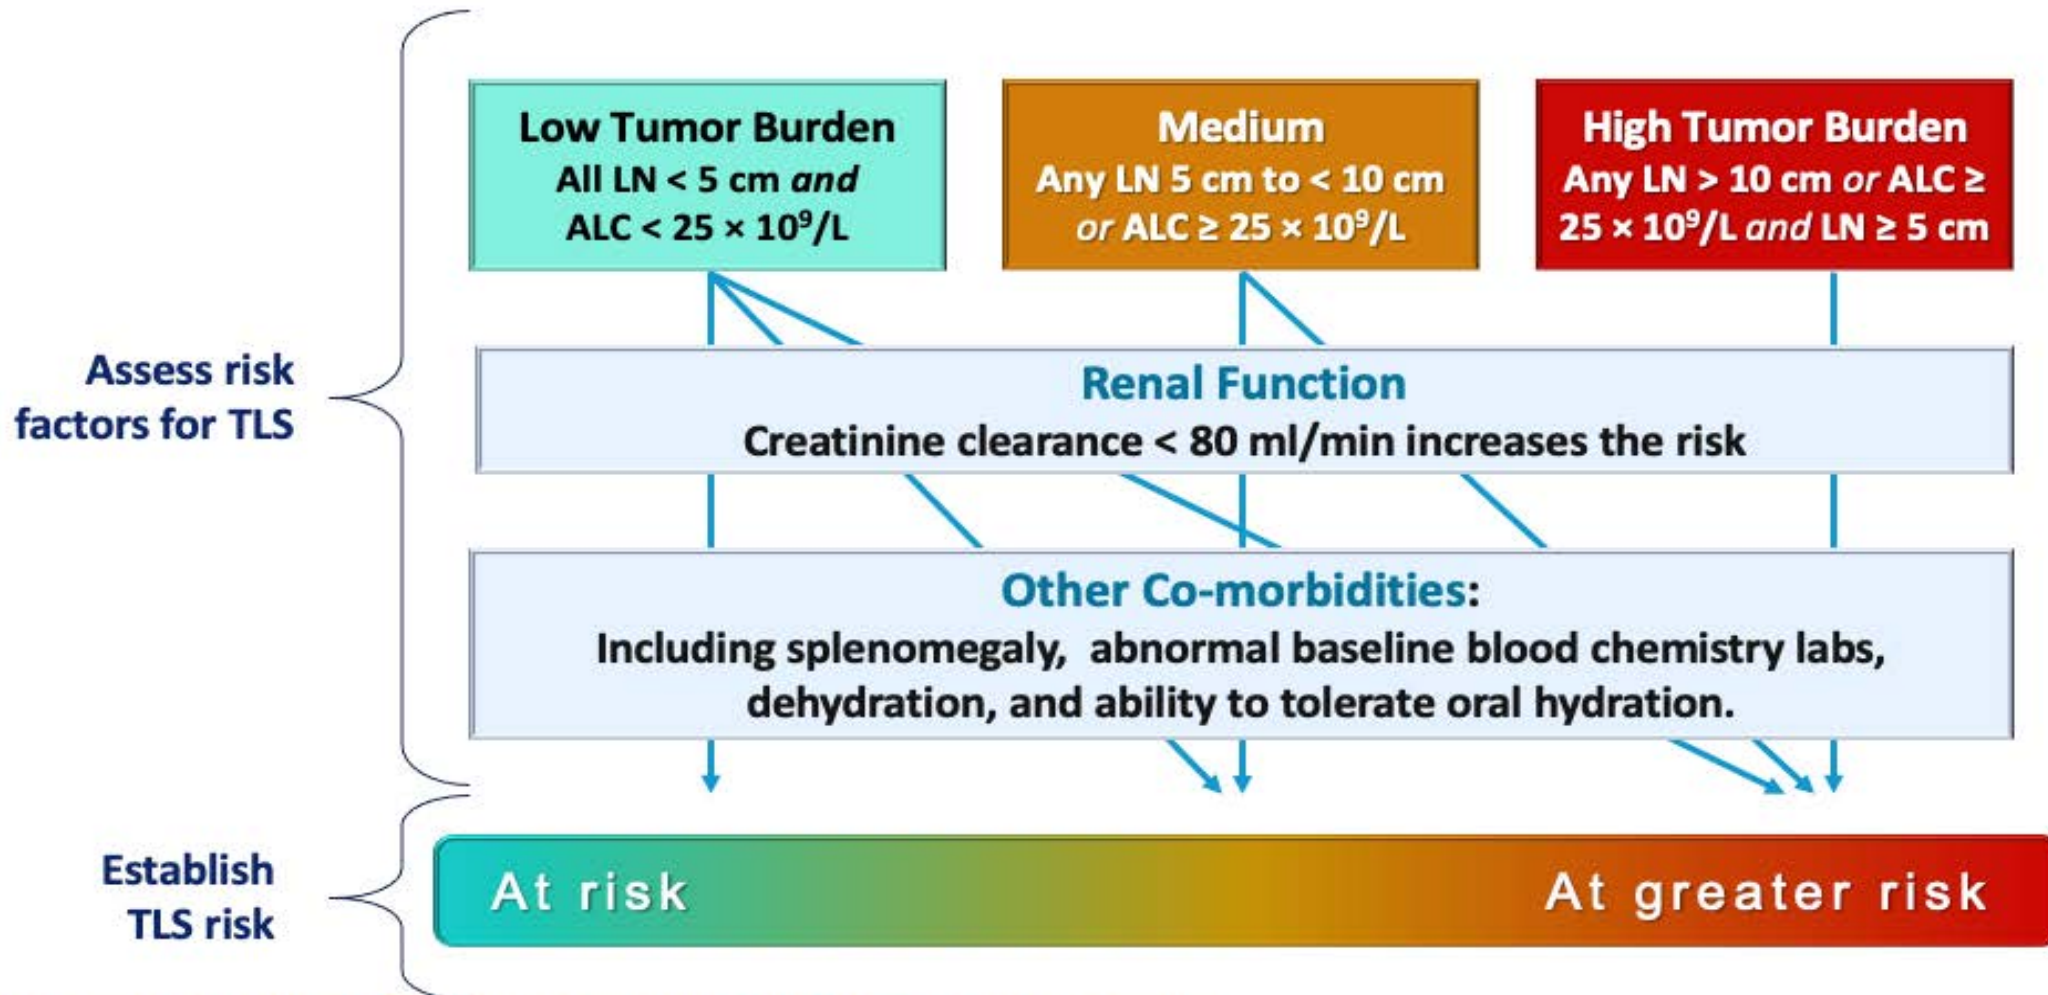 Low Tumor Burden
All LN < 5 cm and
ALC < 25 × 10⁹/L
Medium
Any LN 5 cm to < 10 cm
or ALC ≥ 25 × 10⁹/L
High Tumor Burden
Any LN > 10 cm or ALC ≥
25 × 10⁹/L and LN ≥ 5 cm
Assess risk
factors for TLS
Renal Function
Creatinine clearance < 80 ml/min increases the risk
Other Co-morbidities:
Including splenomegaly, abnormal baseline blood chemistry labs,
dehydration, and ability to tolerate oral hydration.
Establish
TLS risk
At risk
At greater risk